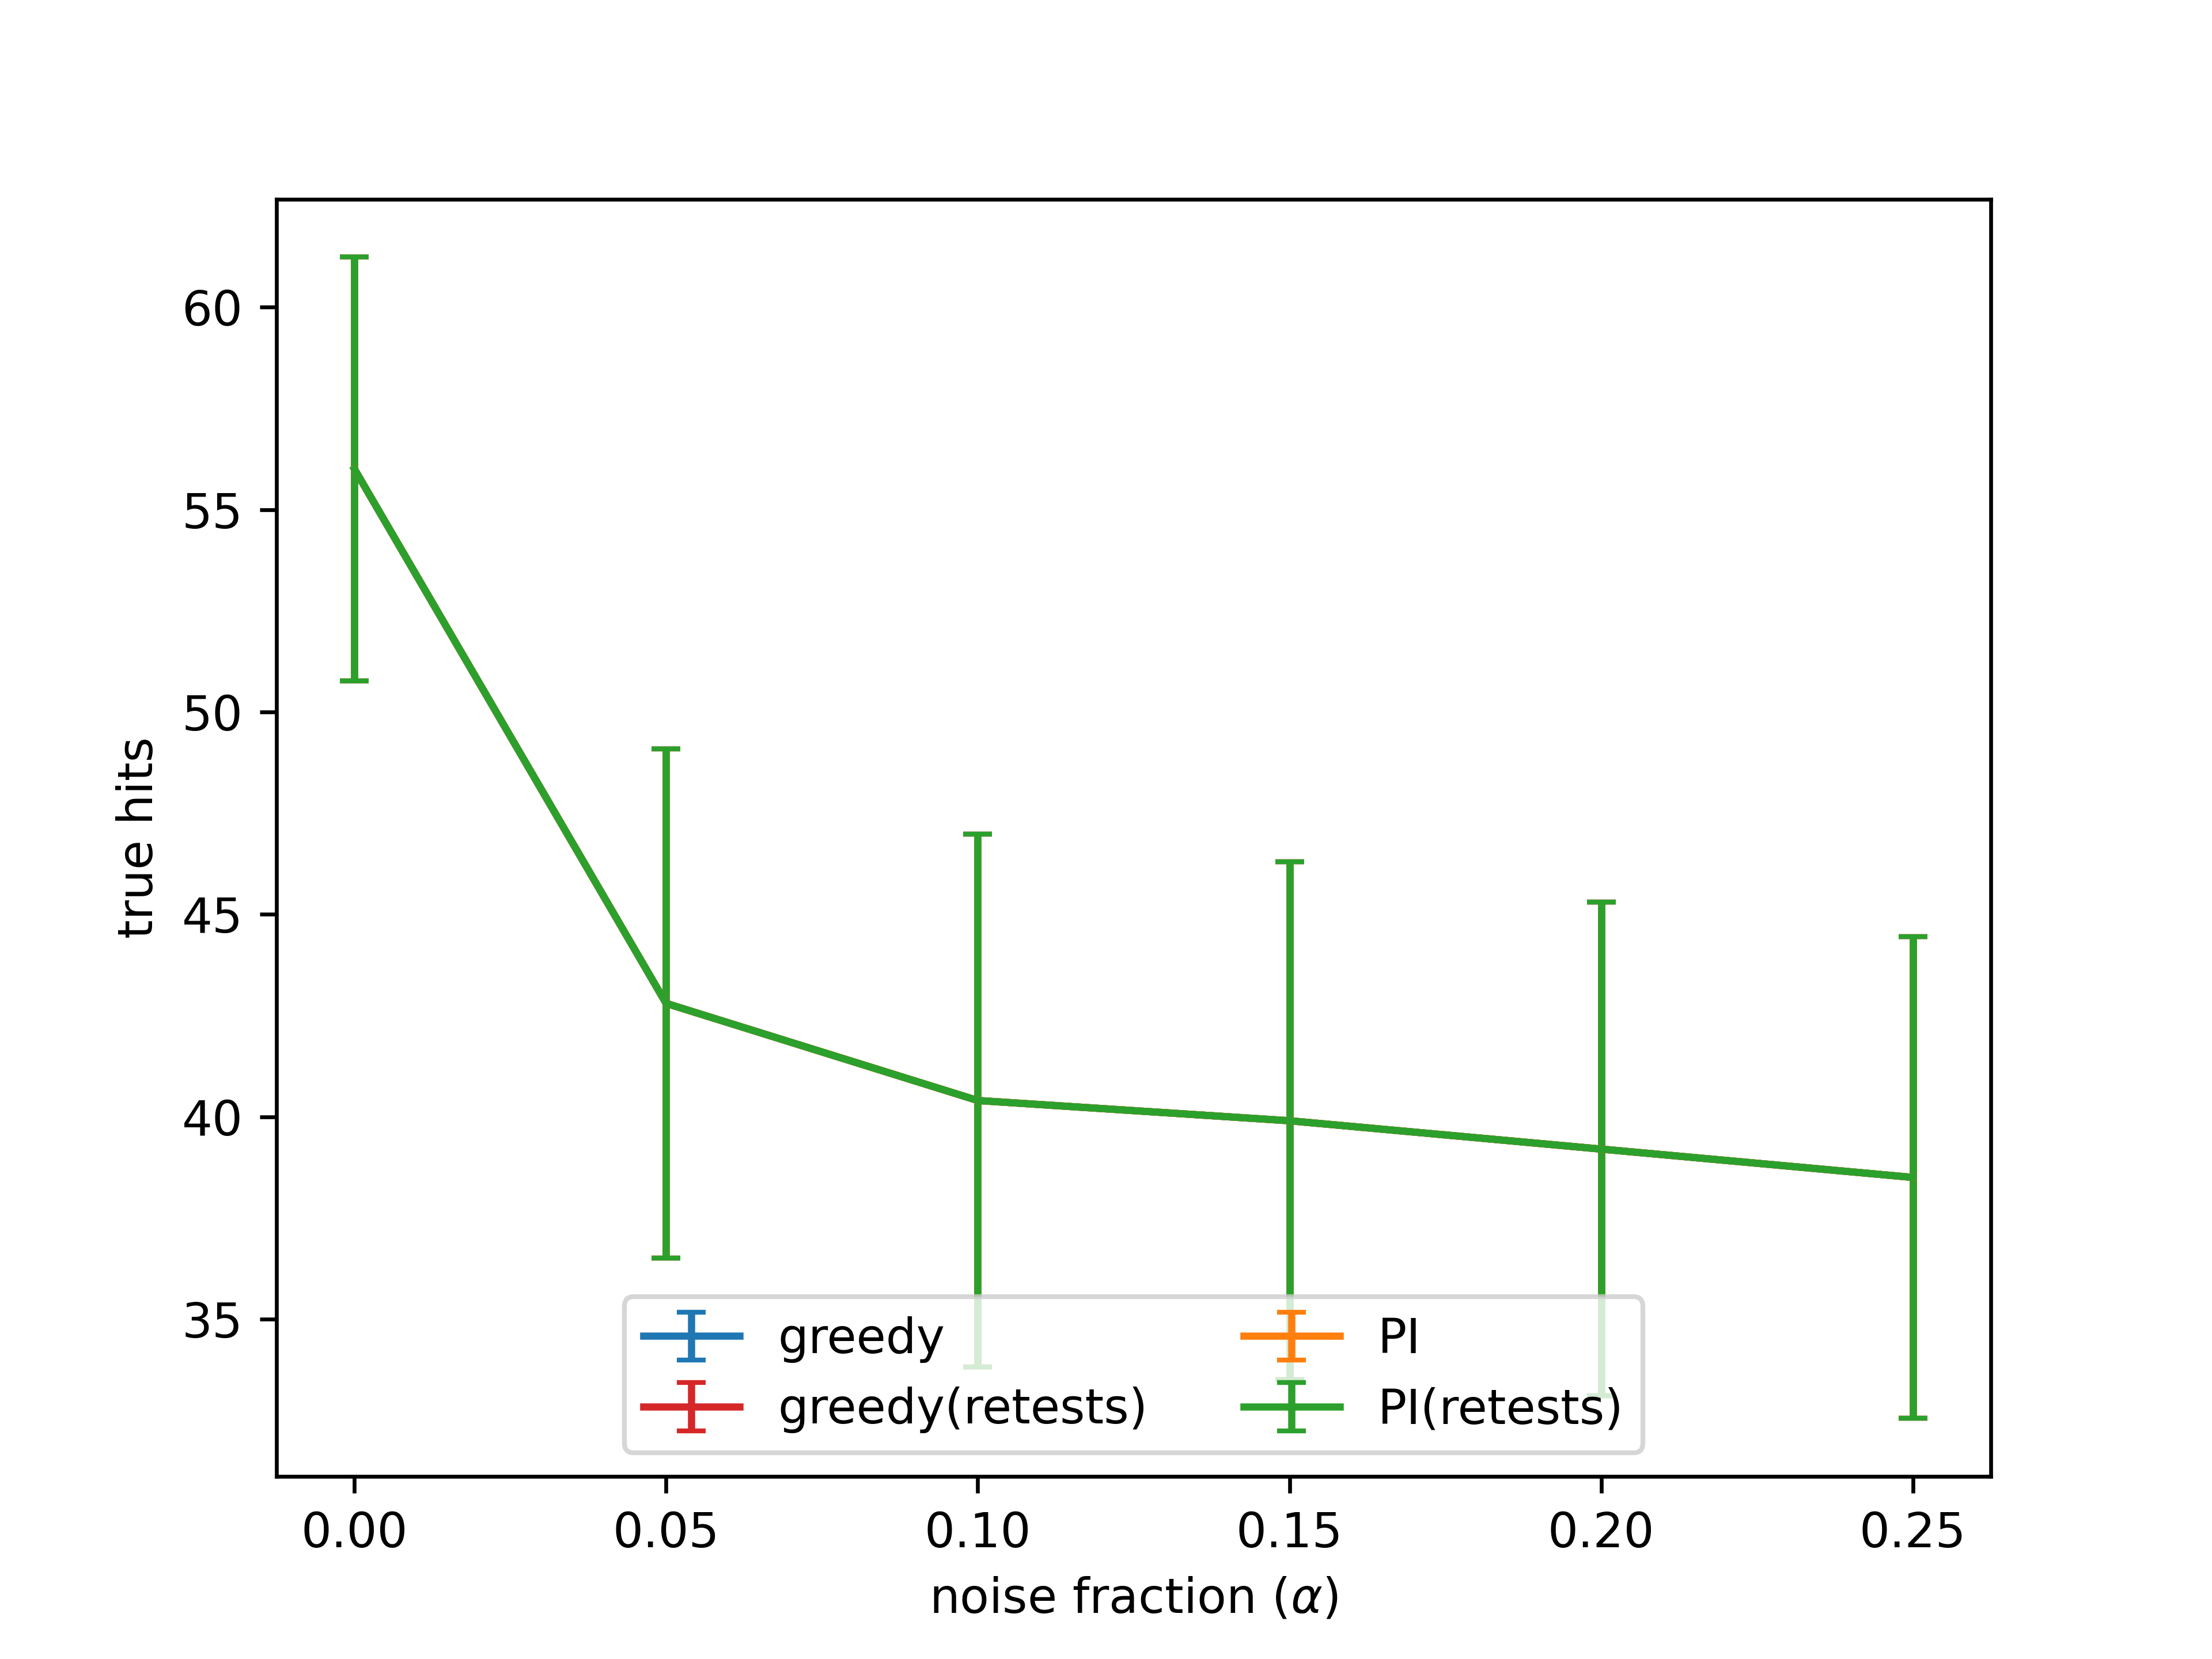 60
55
50
45
40
35
true hits
greedy
greedy(retests)
PI
PI(retests)
0.00 0.05 0.10 0.15 0.20 0.25
noise fraction (α)